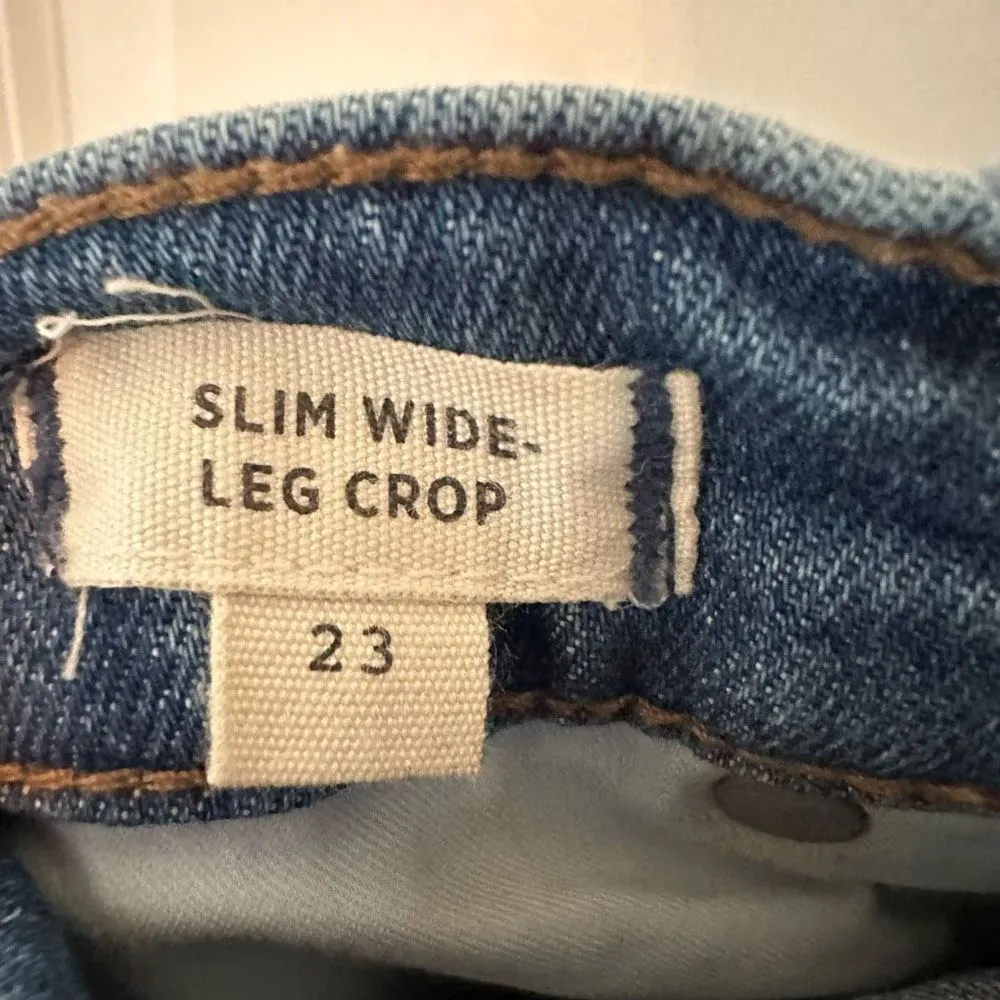 SLIM WIDE-
LEG CROP
23